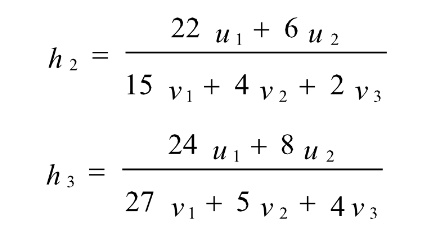 h₂ = (22 u₁ + 6 u₂) / (15 v₁ + 4 v₂ + 2 v₃)
h₃ = (24 u₁ + 8 u₂) / (27 v₁ + 5 v₂ + 4 v₃)